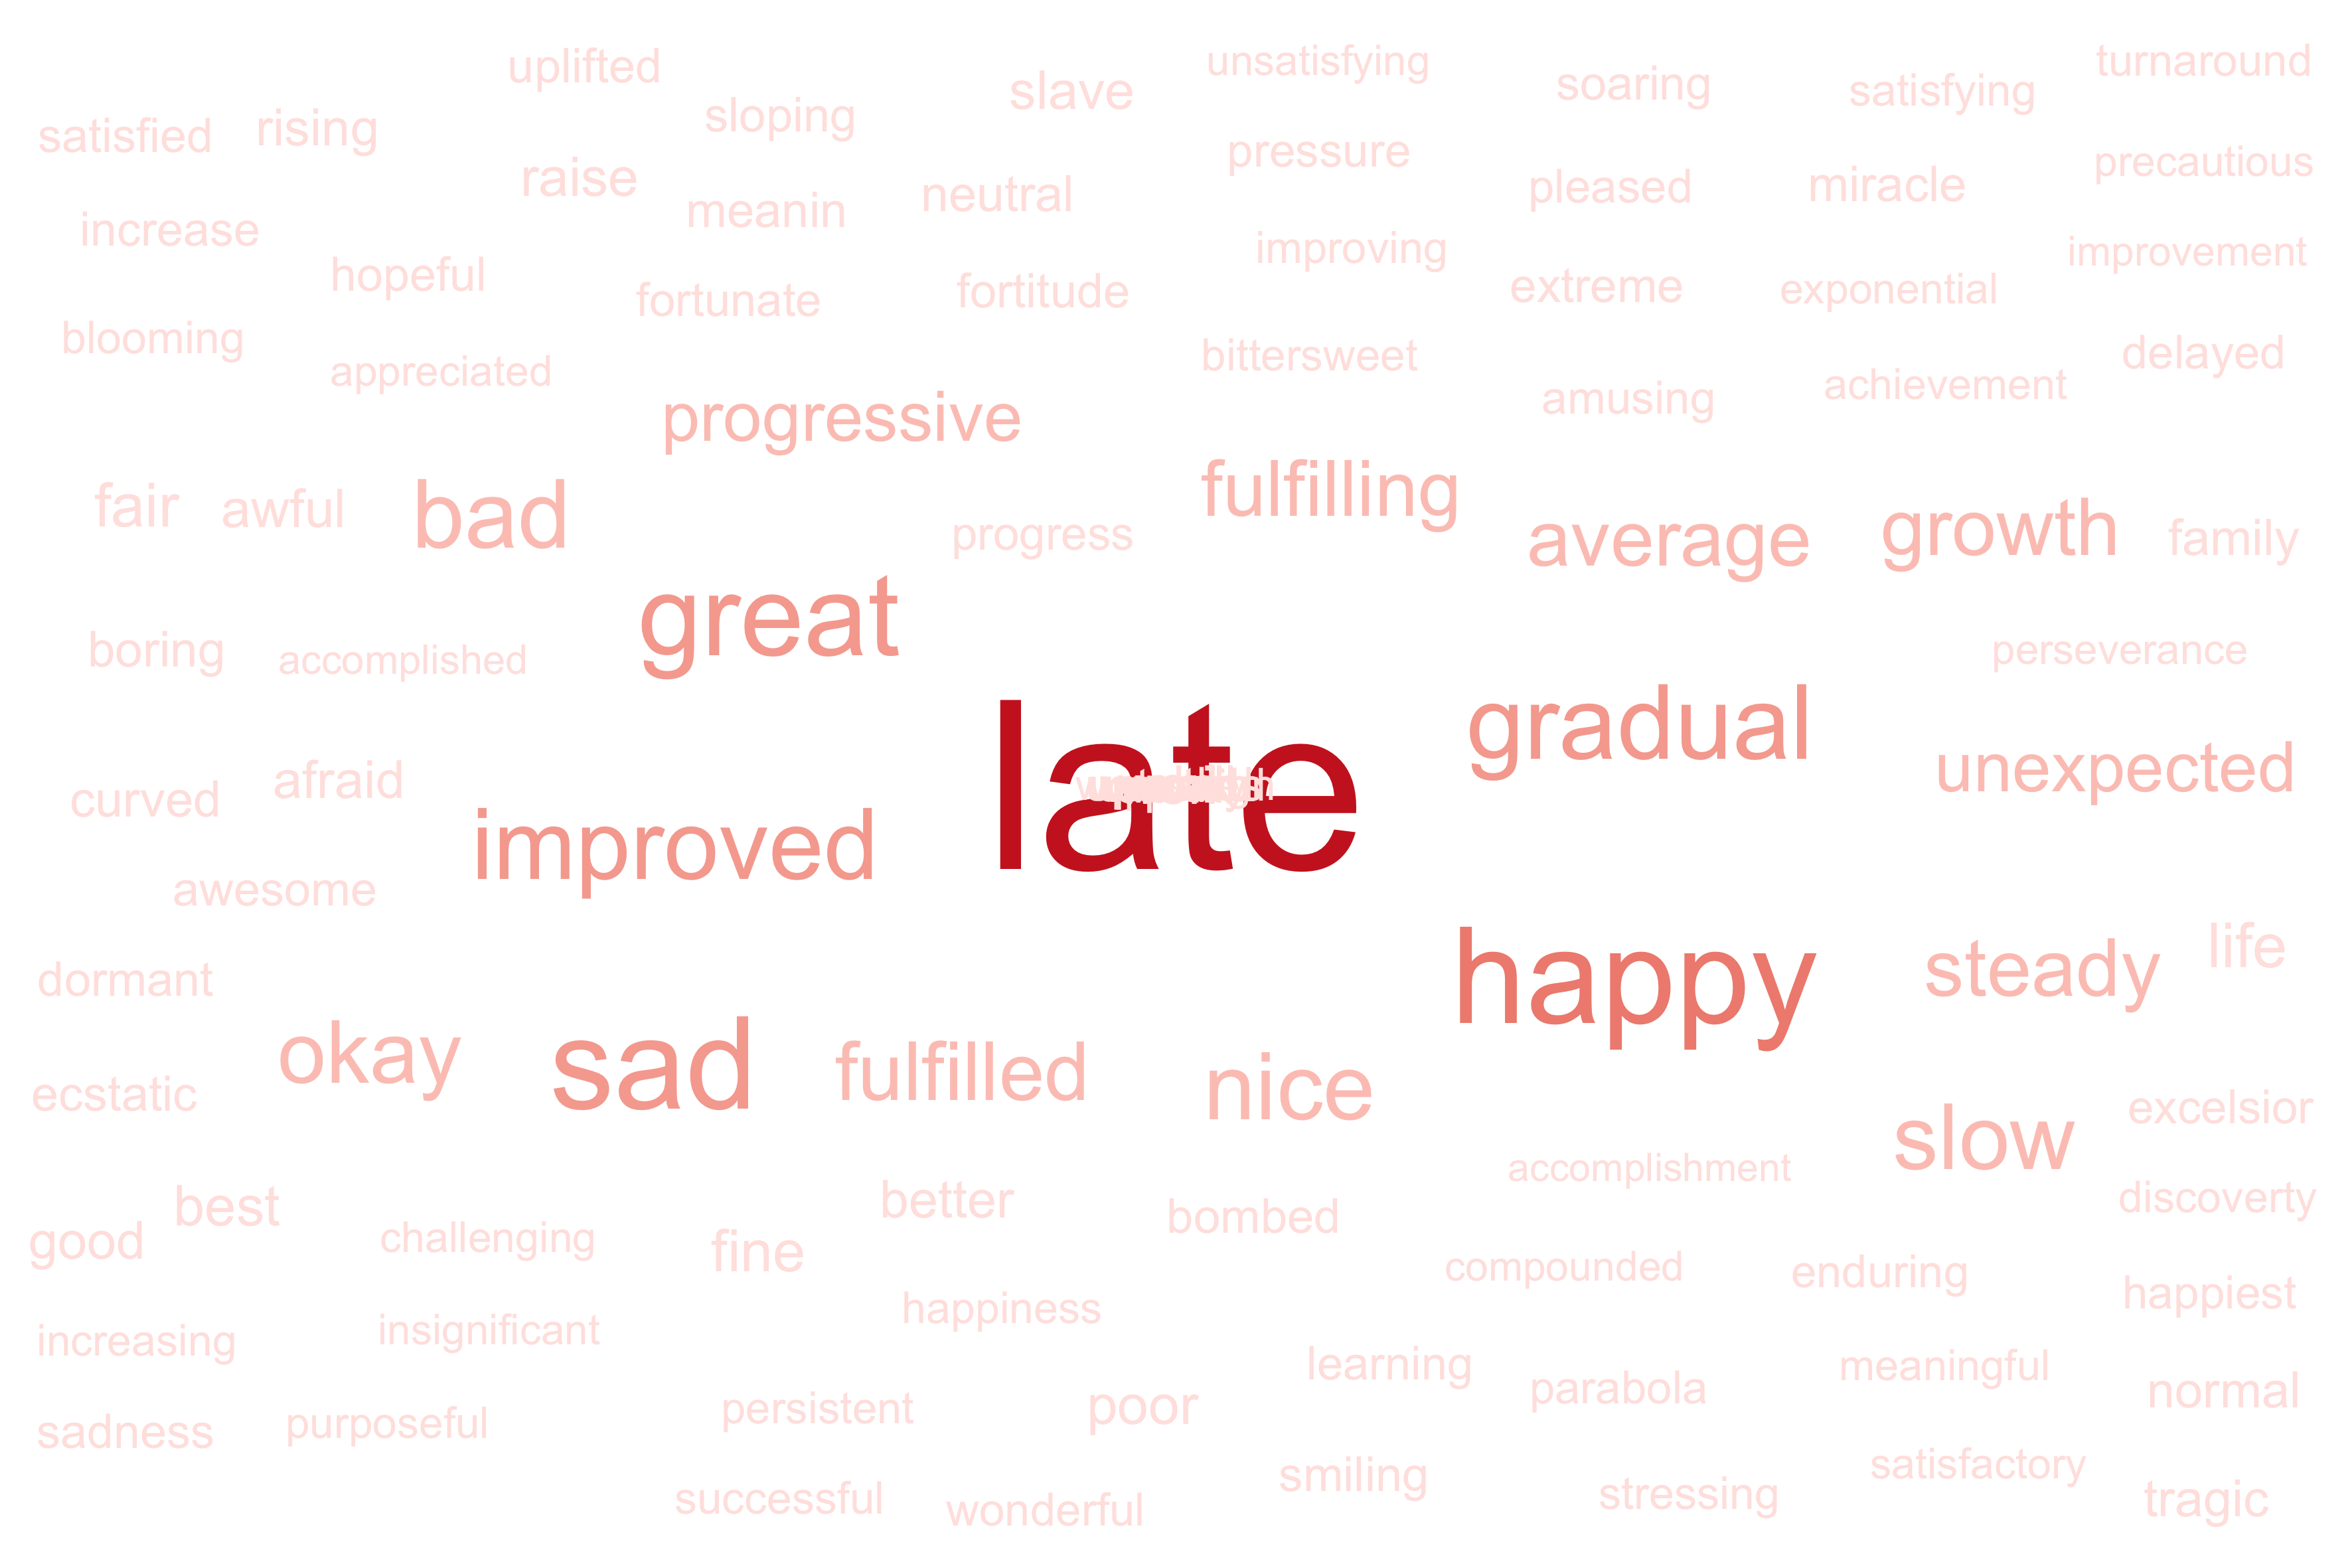 uplifted
unsatisfying
turnaround
soaring
slave
satisfying
sloping
rising
satisfied
pressure
precautious
raise
pleased
miracle
neutral
meanin
increase
improving
improvement
hopeful
extreme
exponential
fortitude
fortunate
blooming
bittersweet
delayed
appreciated
achievement
amusing
progressive
fulfilling
fair
awful
bad
progress
average
growth
family
great
boring
accomplished
perseverance
gradual
unexpected
afraid
curved
late
improved
awesome
life
happy
steady
dormant
okay
sad
fulfilled
nice
ecstatic
excelsior
slow
accomplishment
discoverty
best
better
bombed
good
challenging
fine
compounded
enduring
happiest
happiness
increasing
insignificant
learning
meaningful
parabola
normal
sadness
purposeful
persistent
poor
satisfactory
smiling
stressing
successful
wonderful
tragic